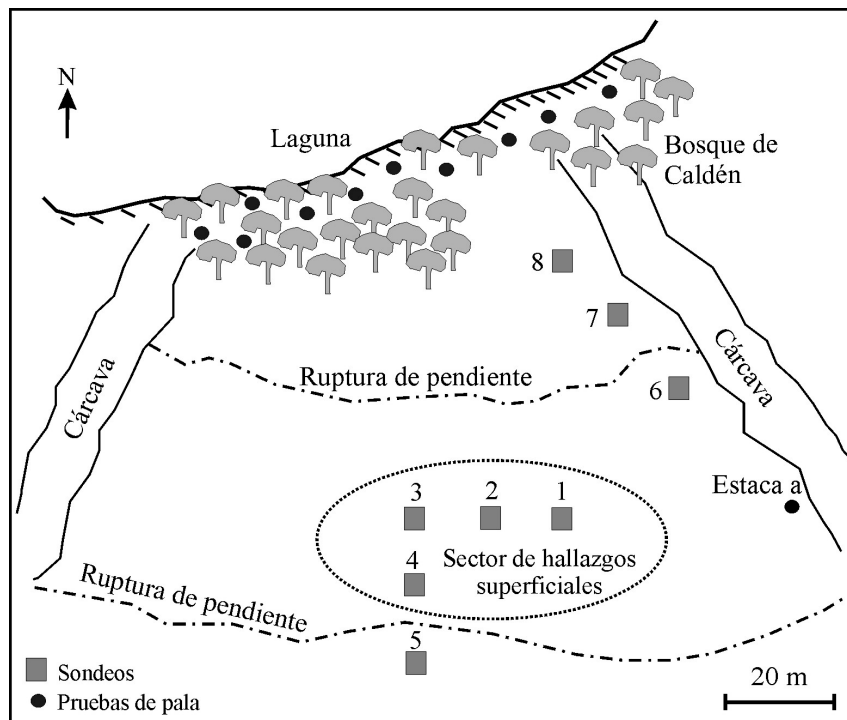 N
Laguna
Bosque de
Caldén
8
7
Cárcava
Ruptura de pendiente
Cárcava
6
3
2
1
Estaca a
4
Sector de hallazgos
superficiales
Ruptura de pendiente
5
Sondeos
Pruebas de pala
20 m